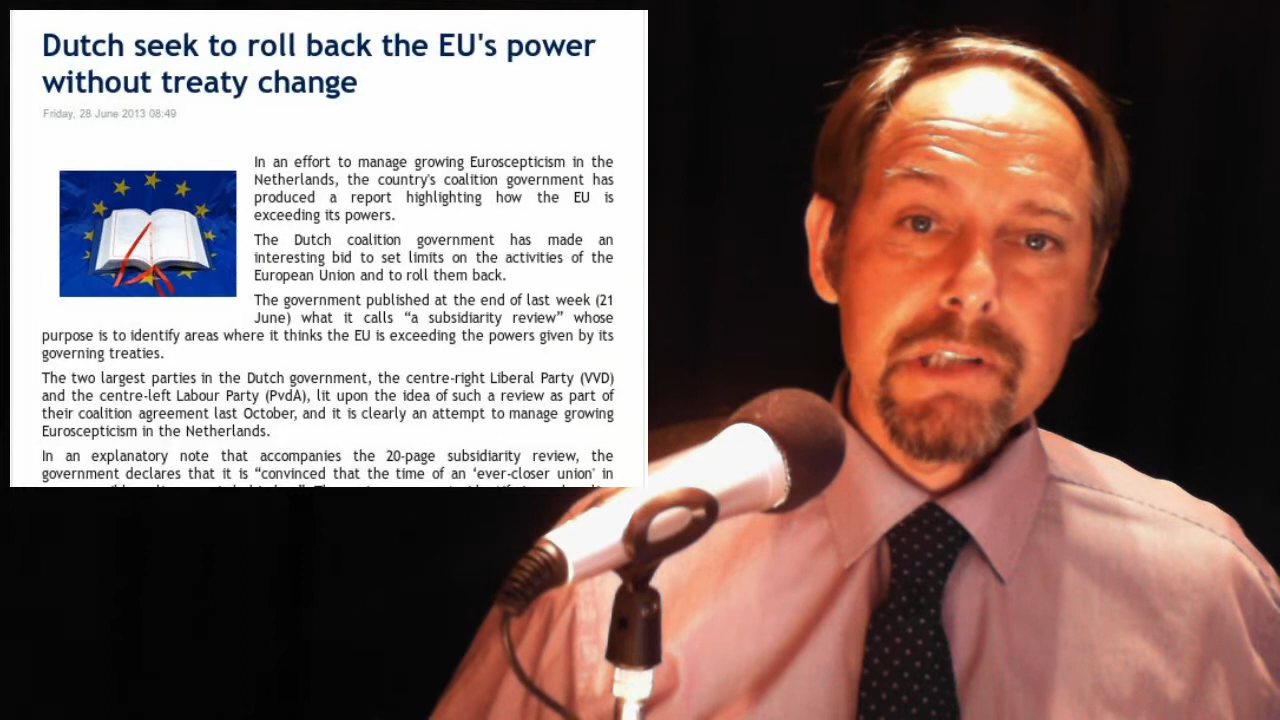 Dutch seek to roll back the EU's power
without treaty change
Friday, 28 June 2013 08:49
In an effort to manage growing Euroscepticism in the
Netherlands, the country's coalition government has
produced a report highlighting how the EU is
exceeding its powers.
The Dutch coalition government has made an
interesting bid to set limits on the activities of the
European Union and to roll them back.
The government published at the end of last week (21
June) what it calls “a subsidiarity review” whose
purpose is to identify areas where it thinks the EU is exceeding the powers given by its
governing treaties.
The two largest parties in the Dutch government, the centre-right Liberal Party (VVD)
and the centre-left Labour Party (PvdA), lit upon the idea of such a review as part of
their coalition agreement last October, and it is clearly an attempt to manage growing
Euroscepticism in the Netherlands.
In an explanatory note that accompanies the 20-page subsidiarity review, the
government declares that it is “convinced that the time of an ‘ever-closer union' in